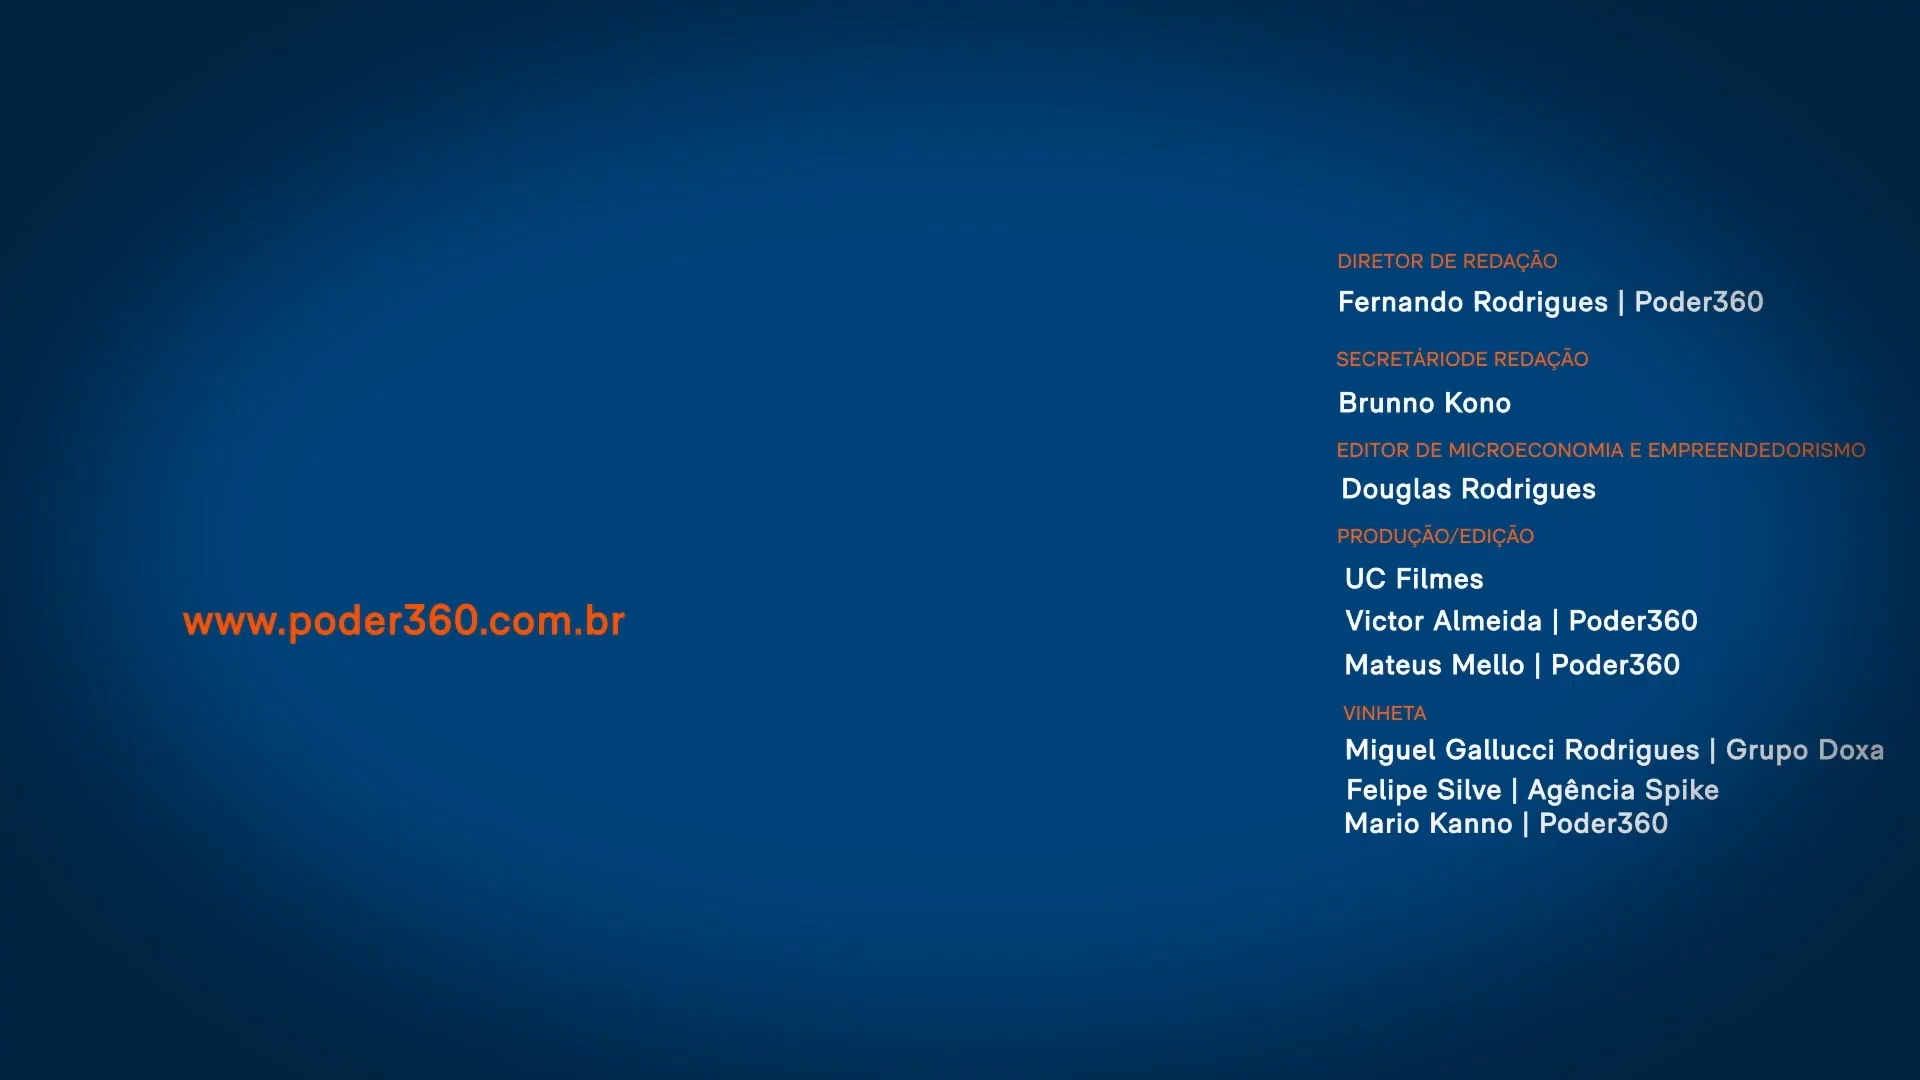 www.poder360.com.br
DIRETOR DE REDAÇÃO
Fernando Rodrigues | Poder360
SECRETÁRIODE REDAÇÃO
Brunno Kono
EDITOR DE MICROECONOMIA E EMPREENDEDORISMO
Douglas Rodrigues
PRODUÇÃO/EDIÇÃO
UC Filmes
Victor Almeida | Poder360
Mateus Mello | Poder360
VINHETA
Miguel Gallucci Rodrigues | Grupo Doxa
Felipe Silve | Agência Spike
Mario Kanno | Poder360